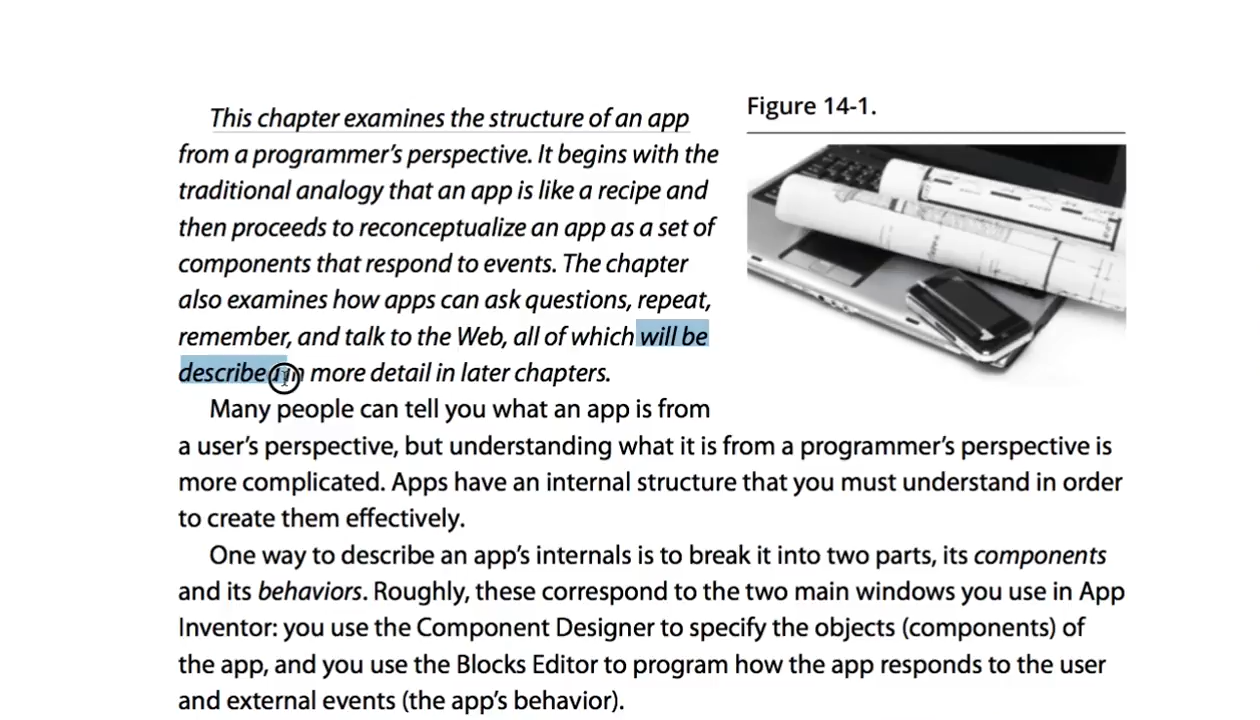 This chapter examines the structure of an app
from a programmer's perspective. It begins with the
traditional analogy that an app is like a recipe and
then proceeds to reconceptualize an app as a set of
components that respond to events. The chapter
also examines how apps can ask questions, repeat,
remember, and talk to the Web, all of which will be
described in more detail in later chapters.
Figure 14-1.
Many people can tell you what an app is from
a user's perspective, but understanding what it is from a programmer's perspective is
more complicated. Apps have an internal structure that you must understand in order
to create them effectively.
One way to describe an app's internals is to break it into two parts, its components
and its behaviors. Roughly, these correspond to the two main windows you use in App
Inventor: you use the Component Designer to specify the objects (components) of
the app, and you use the Blocks Editor to program how the app responds to the user
and external events (the app's behavior).